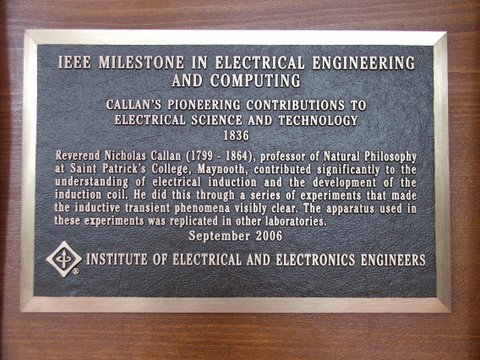 IEEE MILESTONE IN ELECTRICAL ENGINEERING
AND COMPUTING
CALLAN'S PIONEERING CONTRIBUTIONS TO
ELECTRICAL SCIENCE AND TECHNOLOGY
1836
Reverend Nicholas Callan (1799 - 1864), professor of Natural Philosophy
at Saint Patrick's College, Maynooth, contributed significantly to the
understanding of electrical induction and the development of the
induction coil. He did this through a series of experiments that made
the inductive transient phenomena visibly clear. The apparatus used in
these experiments was replicated in other laboratories.
September 2006
® INSTITUTE OF ELECTRICAL AND ELECTRONICS ENGINEERS